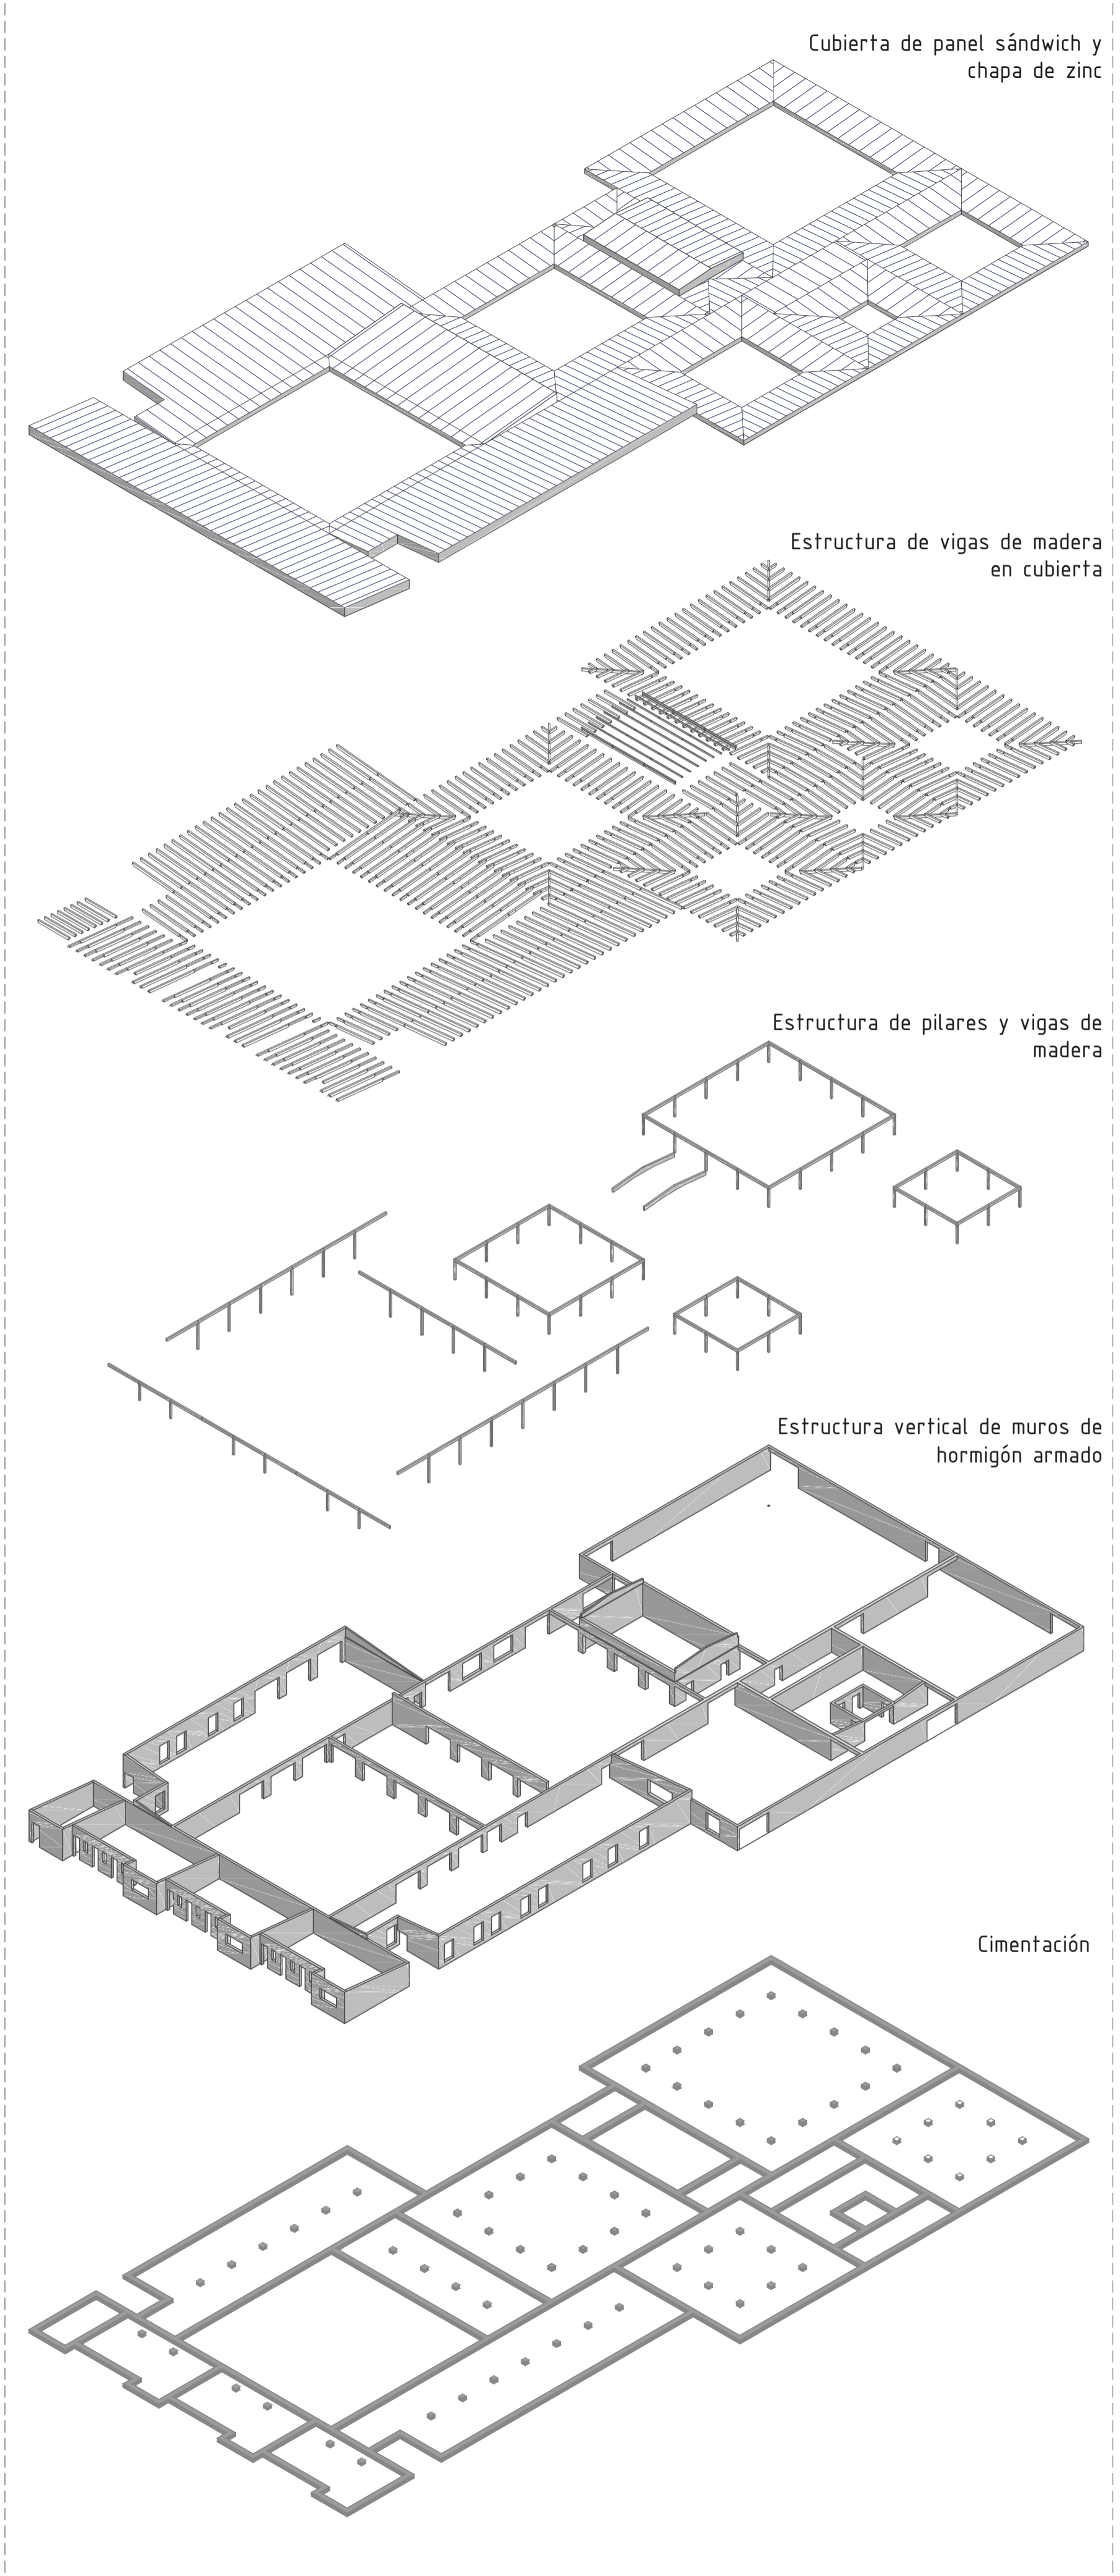 Cubierta de panel sándwich y
chapa de zinc
Estructura de vigas de madera
en cubierta
Estructura de pilares y vigas de
madera
Estructura vertical de muros de
hormigón armado
Cimentación